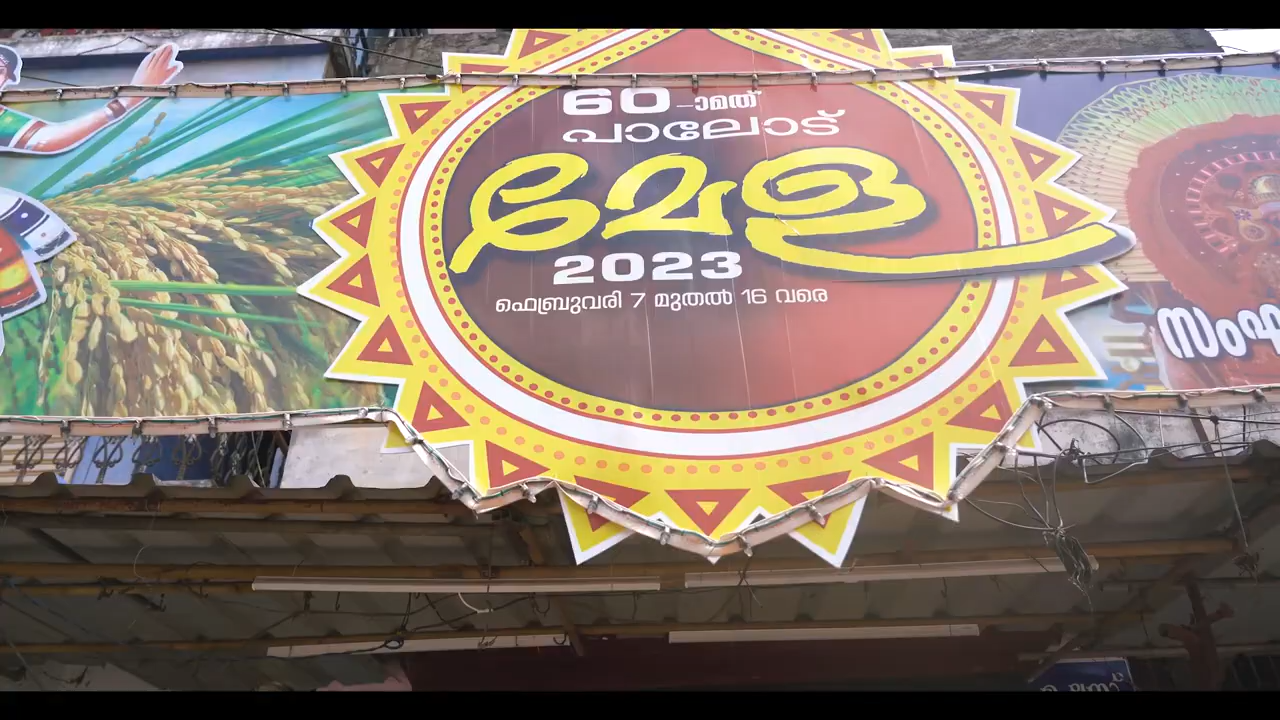 60-ാമത്
പാലോട്
മേള
2023
ഫെബ്രുവരി 7 മുതൽ 16 വരെ